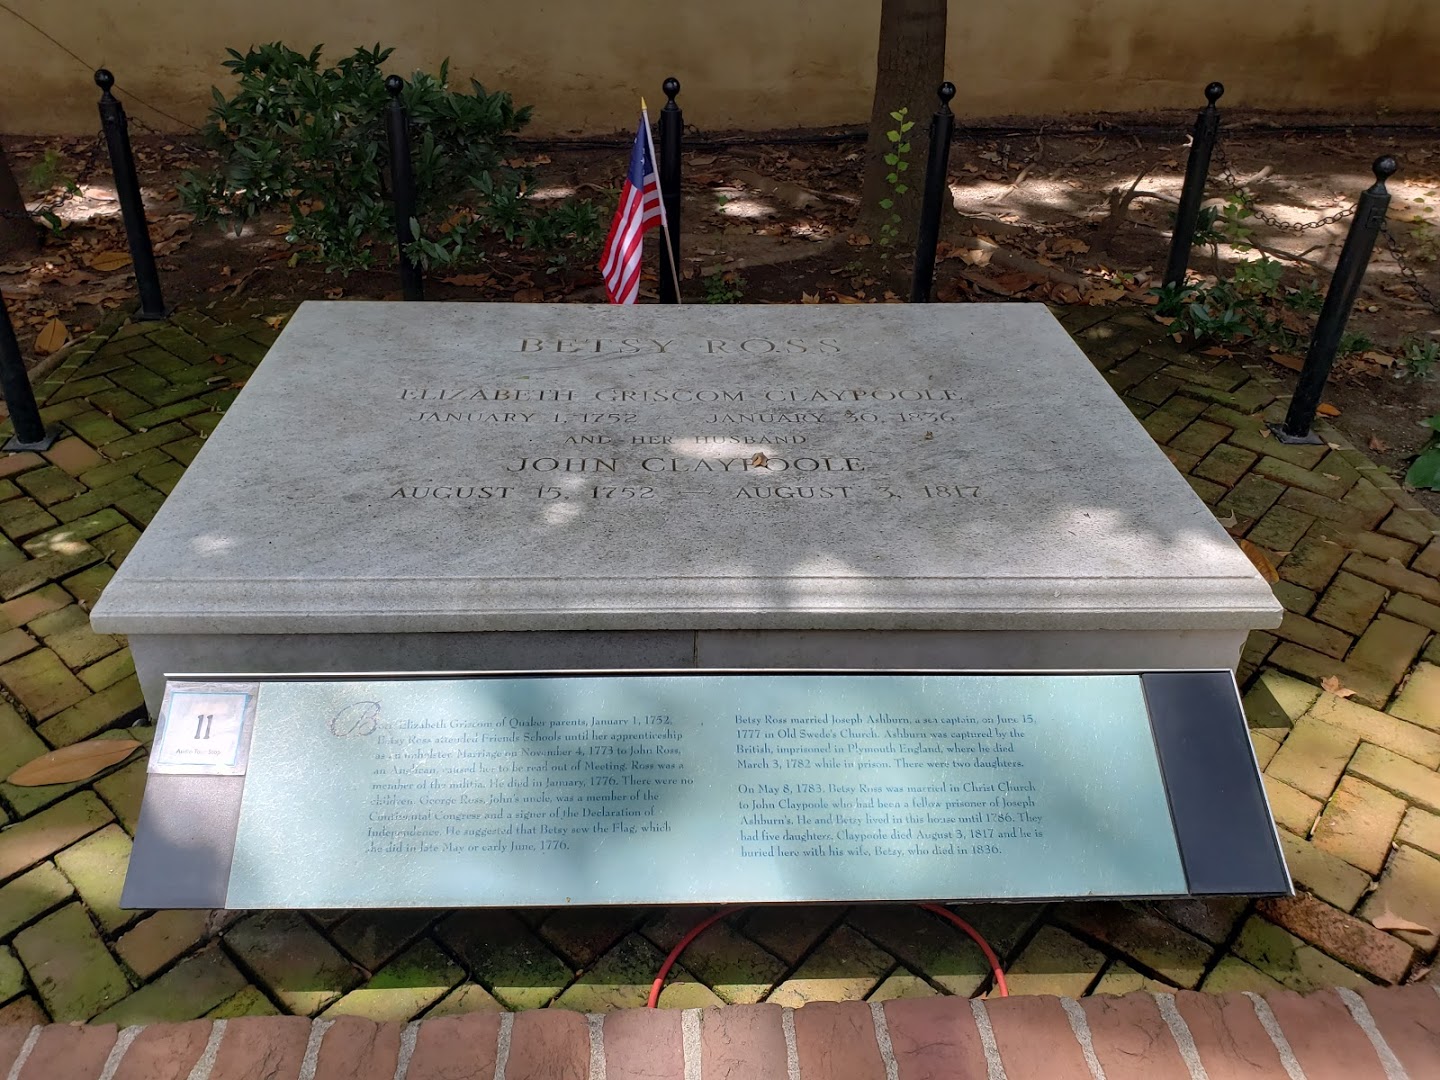 BETSY ROSS
ELIZABETH GRISCOM CLAYPOOLE
JANUARY 1, 1752 JANUARY 30, 1836
AND HER HUSBAND
JOHN CLAYPOOLE
AUGUST 15, 1752 — AUGUST 3, 1817
11
Audio Tour Stop
Born Elizabeth Griscom of Quaker parents, January 1, 1752,
Betsy Ross attended Friends Schools until her apprenticeship
as an upholster. Marriage on November 4, 1773 to John Ross,
an Anglican, caused her to be read out of Meeting. Ross was a
member of the militia. He died in January, 1776. There were no
children. George Ross, John's uncle, was a member of the
Continental Congress and a signer of the Declaration of
Independence. He suggested that Betsy sew the Flag, which
she did in late May or early June, 1776.
Betsy Ross married Joseph Ashburn, a sea captain, on June 15,
1777 in Old Swede's Church. Ashburn was captured by the
British, imprisoned in Plymouth England, where he died
March 3, 1782 while in prison. There were two daughters.
On May 8, 1783, Betsy Ross was married in Christ Church
to John Claypoole who had been a fellow prisoner of Joseph
Ashburn's. He and Betsy lived in this house until 1786. They
had five daughters. Claypoole died August 3, 1817 and he is
buried here with his wife, Betsy, who died in 1836.